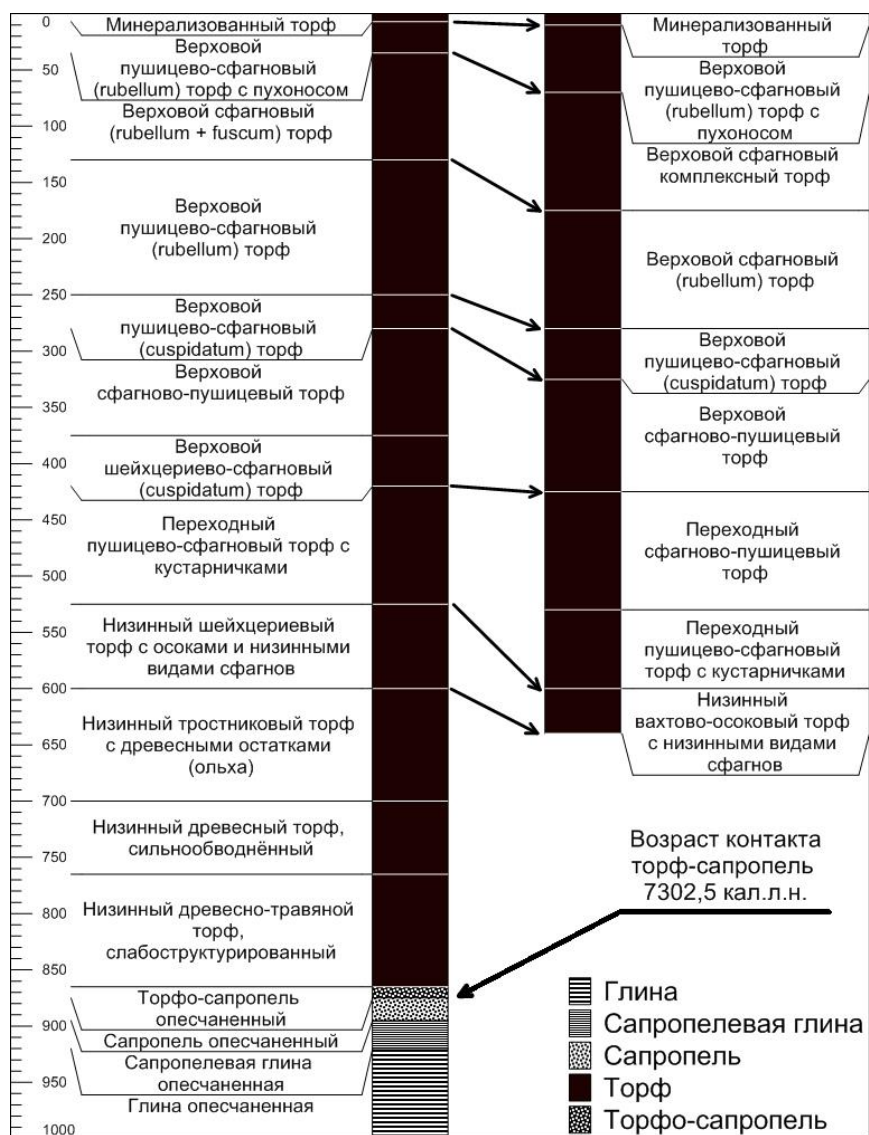 0
50
100
150
200
250
300
350
400
450
500
550
600
650
700
750
800
850
900
950
1000
Минерализованный торф
Верховой
пушицево-сфагновый
(rubellum) торф с пухоносом
Верховой сфагновый
(rubellum + fuscum) торф
Верховой
пушицево-сфагновый
(rubellum) торф
Верховой
пушицево-сфагновый
(cuspidatum) торф
Верховой
сфагново-пушицевый торф
Верховой
шейхцериево-сфагновый
(cuspidatum) торф
Переходный
пушицево-сфагновый торф с
кустарничками
Низинный шейхцериевый
торф с осоками и низинными
видами сфагнов
Низинный тростниковый торф
с древесными остатками
(ольха)
Низинный древесный торф,
сильнообводнённый
Низинный древесно-травяной
торф,
слабоструктурированный
Торфо-сапропель
опесчаненный
Сапропель опесчаненный
Сапропелевая глина
опесчаненная
Глина опесчаненная
Минерализованный
торф
Верховой
пушицево-сфагновый
(rubellum) торф с
пухоносом
Верховой сфагновый
комплексный торф
Верховой сфагновый
(rubellum) торф
Верховой
пушицево-сфагновый
(cuspidatum) торф
Верховой
сфагново-пушицевый
торф
Переходный
сфагново-пушицевый
торф
Переходный
пушицево-сфагновый
торф с кустарничками
Низинный
вахтово-осоковый торф
с низинными видами
сфагнов
Возраст контакта
торф-сапропель
7302,5 кал.л.н.
Глина
Сапропелевая глина
Сапропель
Торф
Торфо-сапропель